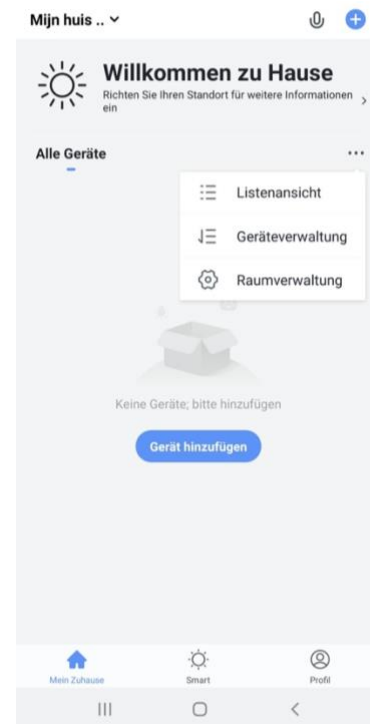 Mijn huis ..
Willkommen zu Hause
Richten Sie Ihren Standort für weitere Informationen
ein
Alle Geräte
Listenansicht
Geräteverwaltung
Raumverwaltung
Keine Geräte; bitte hinzufügen
Gerät hinzufügen
Mein Zuhause
Smart
Profil